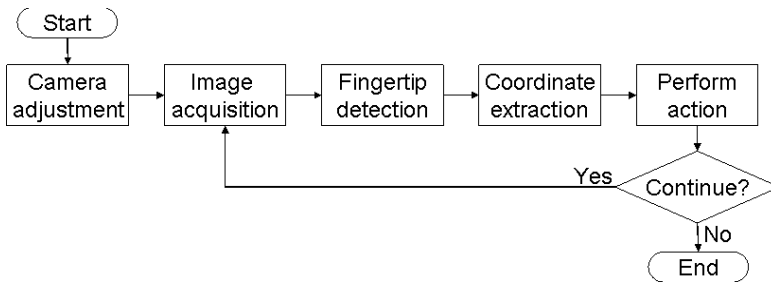 Start
Camera
adjustment
Image
acquisition
Fingertip
detection
Coordinate
extraction
Perform
action
Continue?
Yes
No
End